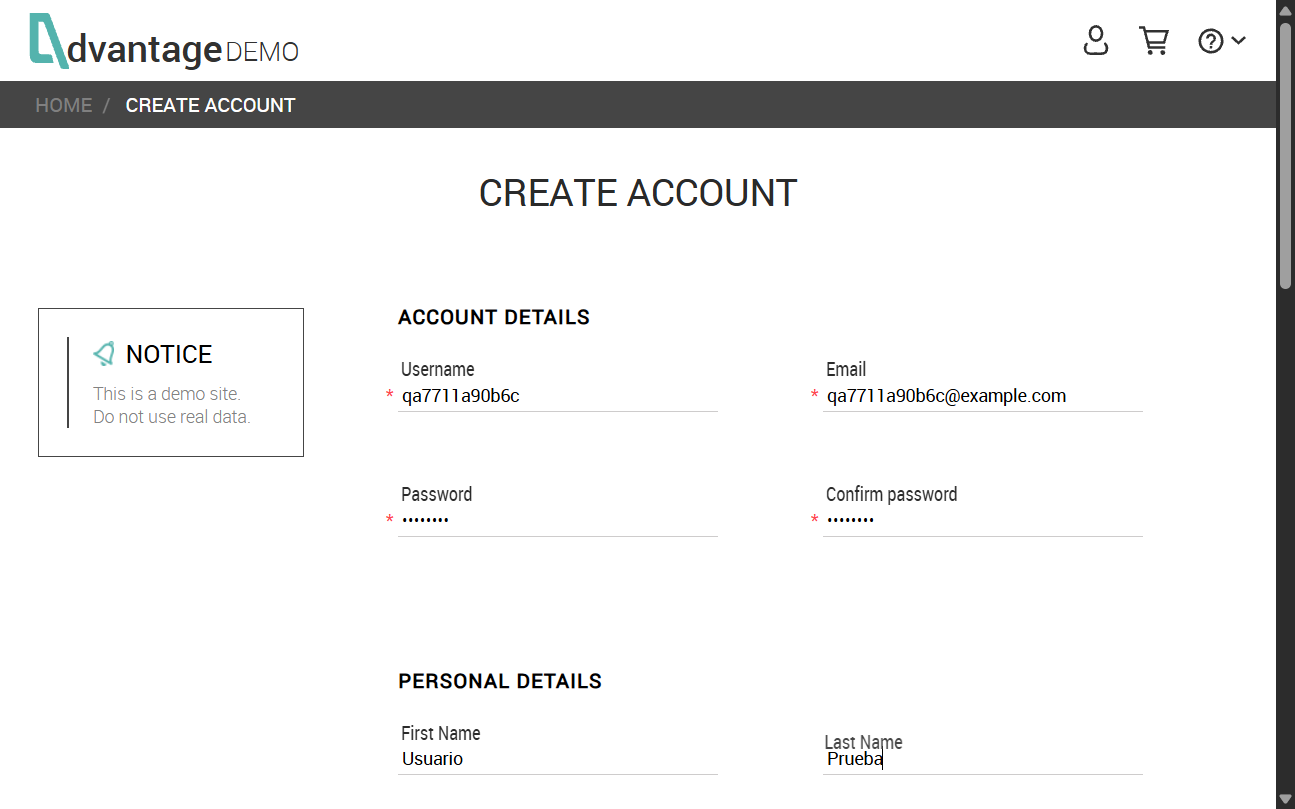 dvantage DEMO
HOME / CREATE ACCOUNT
CREATE ACCOUNT
NOTICE
This is a demo site.
Do not use real data.
ACCOUNT DETAILS
Username
* qa7711a90b6c
Email
* qa7711a90b6c@example.com
Password
* ••••••••
Confirm password
* ••••••••
PERSONAL DETAILS
First Name
Usuario
Last Name
Prueba